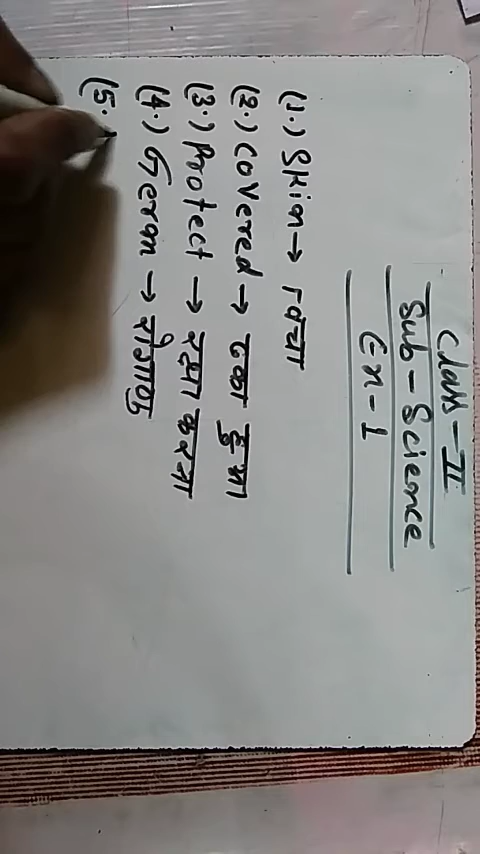 Class - II
Sub - Science
Ex - 1
(1.) Skin → त्वचा
(2.) Covered → ढका हुआ
(3.) Protect → रक्षा करना
(4.) Germ → रोगाणु
(5.